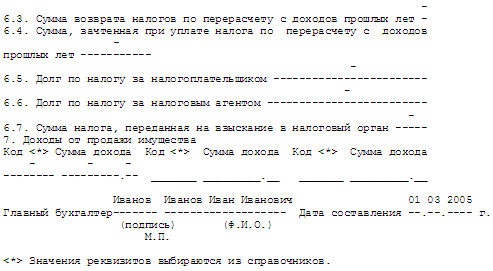 -
6.3. Сумма возврата налогов по перерасчету с доходов прошлых лет -
6.4. Сумма, зачтенная при уплате налога по перерасчету с доходов
-
прошлых лет -----------
-
6.5. Долг по налогу за налогоплательщиком ------------------------
-
6.6. Долг по налогу за налоговым агентом -------------------------
-
6.7. Сумма налога, переданная на взыскание в налоговый орган -----
7. Доходы от продажи имущества
Код <*> Сумма дохода Код <*> Сумма дохода Код <*> Сумма дохода
- - -
-------- ---------.-- _______ _________.__ _______ ________.__
Иванов Иванов Иван Иванович 01 03 2005
Главный бухгалтер------- ------------------- Дата составления --.--.---- г.
(подпись) (Ф.И.О.)
М.П.
<*> Значения реквизитов выбираются из справочников.